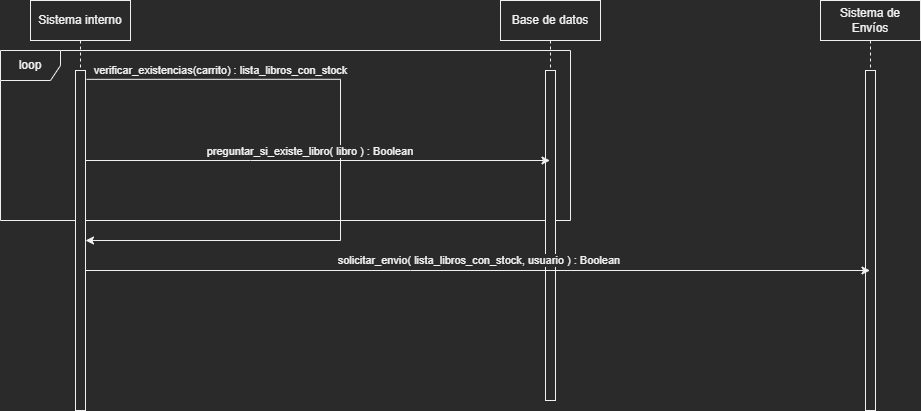 Sistema interno
Base de datos
Sistema de
Envíos
loop
verificar_existencias(carrito) : lista_libros_con_stock
preguntar_si_existe_libro( libro ) : Boolean
solicitar_envio( lista_libros_con_stock, usuario ) : Boolean